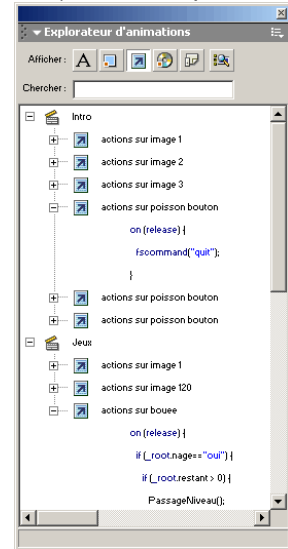 Explorateur d'animations
Afficher : A
Chercher :
Intro
actions sur image 1
actions sur image 2
actions sur image 3
actions sur poisson bouton
on (release) {
fscommand("quit");
}
actions sur poisson bouton
actions sur poisson bouton
Jeux
actions sur image 1
actions sur image 120
actions sur bouee
on (release) {
if (_root.nage=="oui") {
if (_root.restant > 0) {
PassageNiveau();